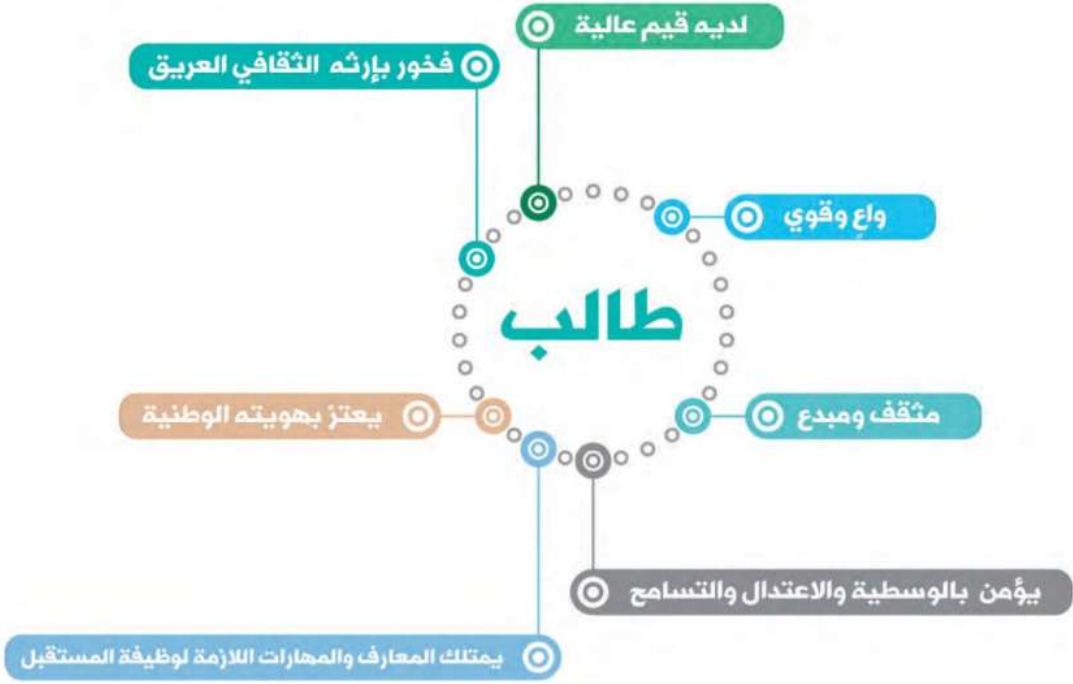 لديه قيم عالية
فخور بإرثه الثقافي العريق
واعٍ وقوي
طالب
يعتز بهويته الوطنية
مثقف ومبدع
يؤمن بالوسطية والاعتدال والتسامح
يمتلك المعارف والمهارات اللازمة لوظيفة المستقبل